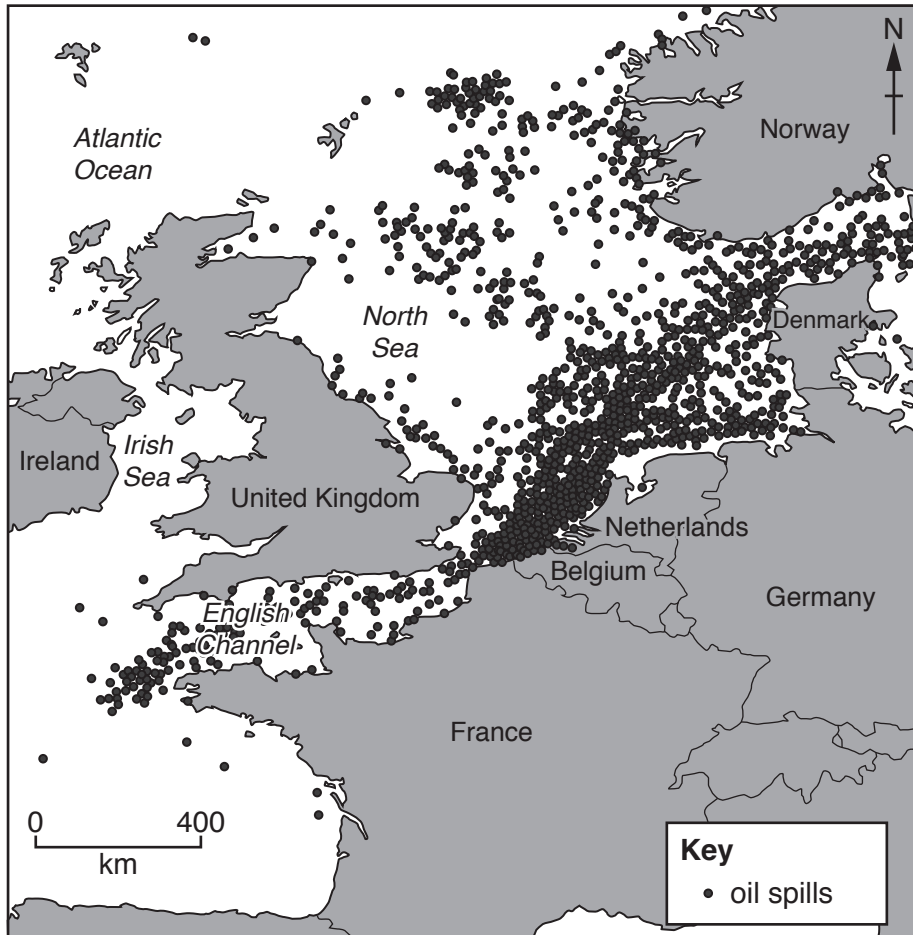 N
Norway
Atlantic
Ocean
North
Sea
Denmark
Irish
Sea
Ireland
United Kingdom
Netherlands
Belgium
Germany
English
Channel
France
0 400
km
Key
oil spills